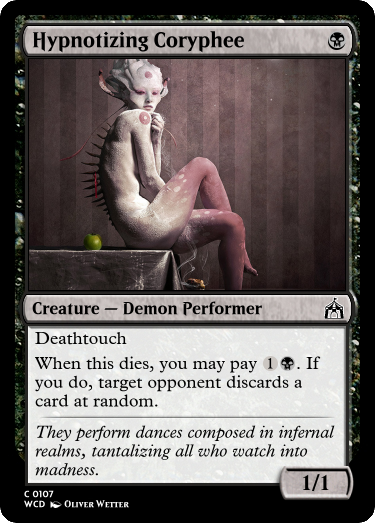 Hypnotizing Coryphee
Creature — Demon Performer
Deathtouch
When this dies, you may pay 1. If
you do, target opponent discards a
card at random.
They perform dances composed in infernal
realms, tantalizing all who watch into
madness.
1/1
C 0107
WCD OLIVER WETTER